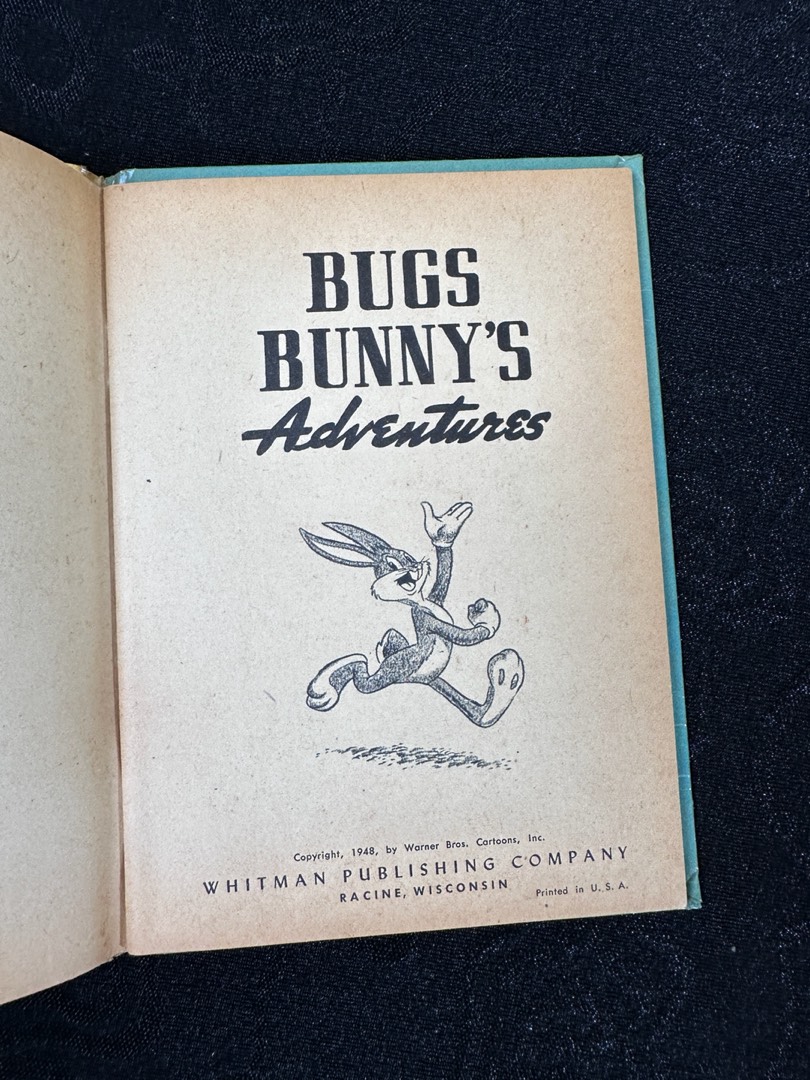 BUGS
BUNNY'S
Adventures
Copyright, 1948, by Warner Bros. Cartoons, Inc.
WHITMAN PUBLISHING COMPANY
RACINE, WISCONSIN
Printed in U.S.A.